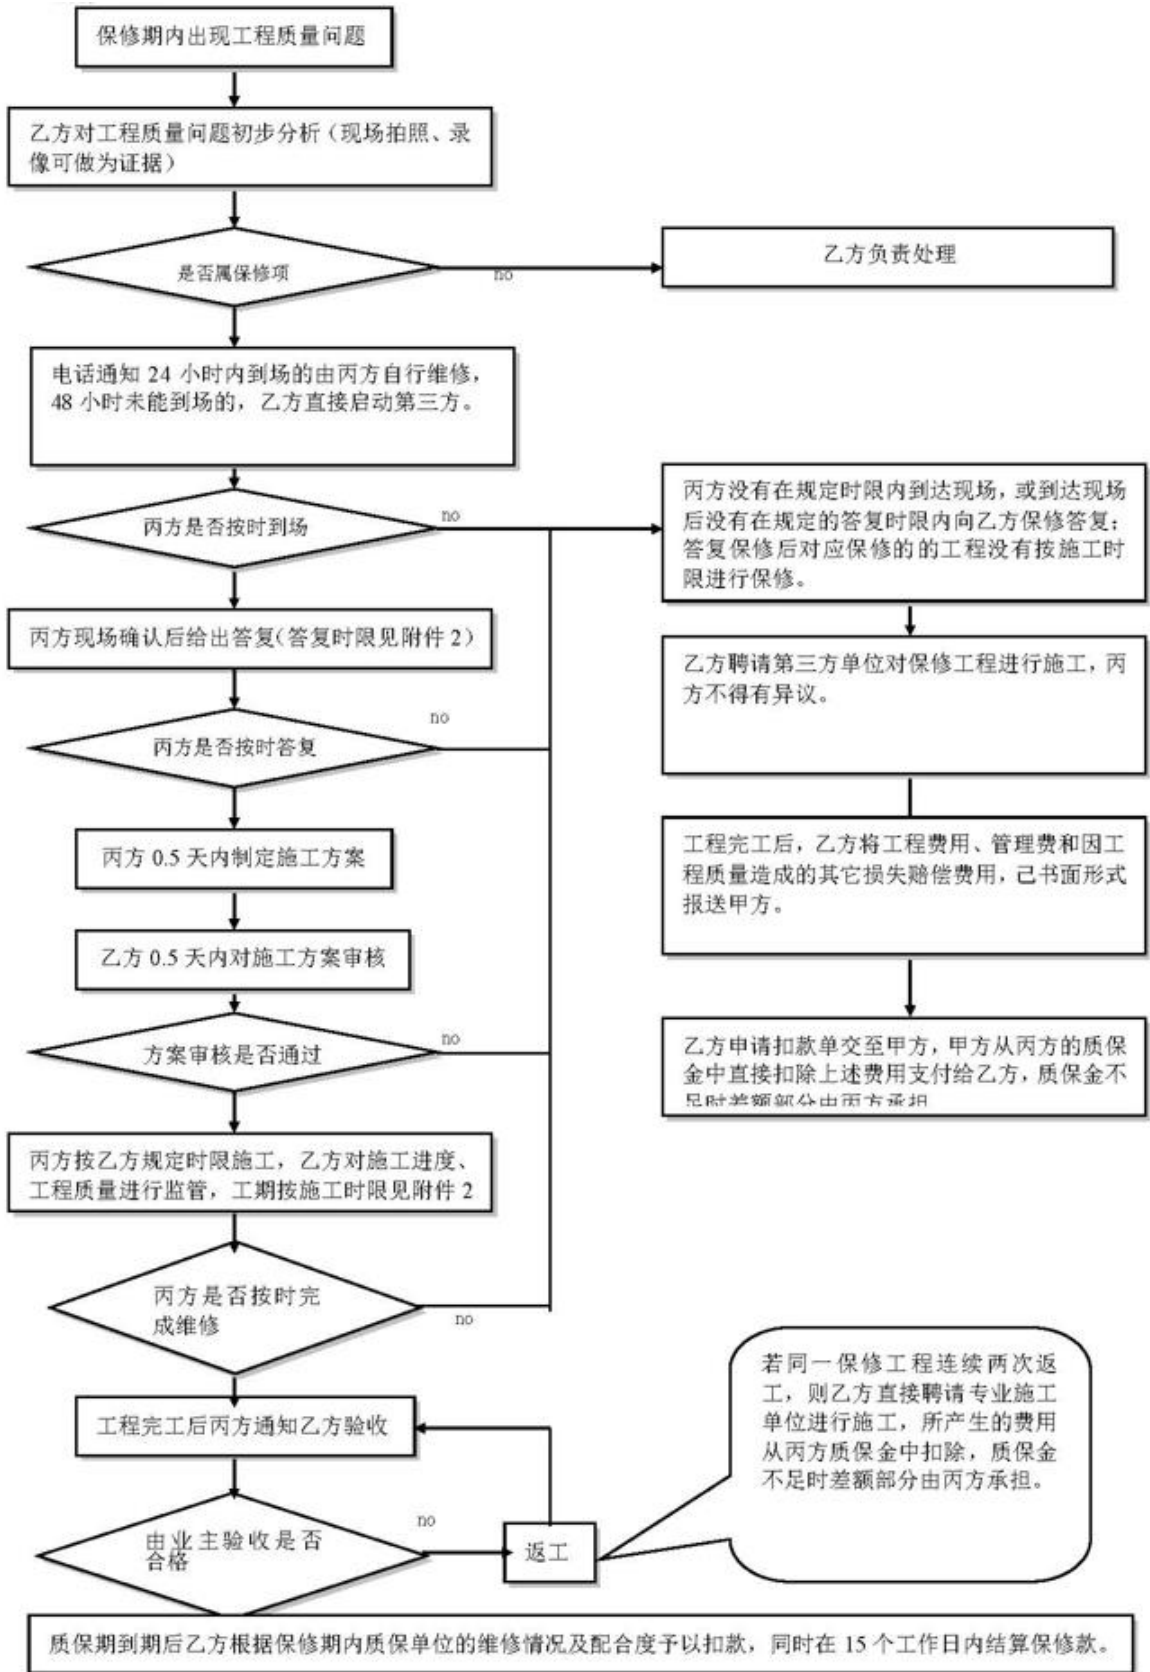 保修期内出现工程质量问题
乙方对工程质量问题初步分析（现场拍照、录
像可做为证据）
是否属保修项
no
乙方负责处理
电话通知 24 小时内到场的由丙方自行维修，
48 小时未能到场的，乙方直接启动第三方。
丙方是否按时到场
no
丙方没有在规定时限内到达现场，或到达现场
后没有在规定的答复时限内向乙方保修答复；
答复保修后对应保修的的工程没有按施工时
限进行保修。
丙方现场确认后给出答复（答复时限见附件 2）
乙方聘请第三方单位对保修工程进行施工，丙
方不得有异议。
no
丙方是否按时答复
丙方 0.5 天内制定施工方案
工程完工后，乙方将工程费用、管理费和因工
程质量造成的其它损失赔偿费用，己书面形式
报送甲方。
乙方 0.5 天内对施工方案审核
方案审核是否通过
no
乙方申请扣款单交至甲方，甲方从丙方的质保
金中直接扣除上述费用支付给乙方，质保金不
足时差额部分由丙方承担
丙方按乙方规定时限施工，乙方对施工进度、
工程质量进行监管，工期按施工时限见附件 2
丙方是否按时完
成维修
no
若同一保修工程连续两次返
工，则乙方直接聘请专业施工
单位进行施工，所产生的费用
从丙方质保金中扣除，质保金
不足时差额部分由丙方承担。
工程完工后丙方通知乙方验收
由业主验收是否
合格
no
返工
质保期到期后乙方根据保修期内质保单位的维修情况及配合度予以扣款，同时在 15 个工作日内结算保修款。